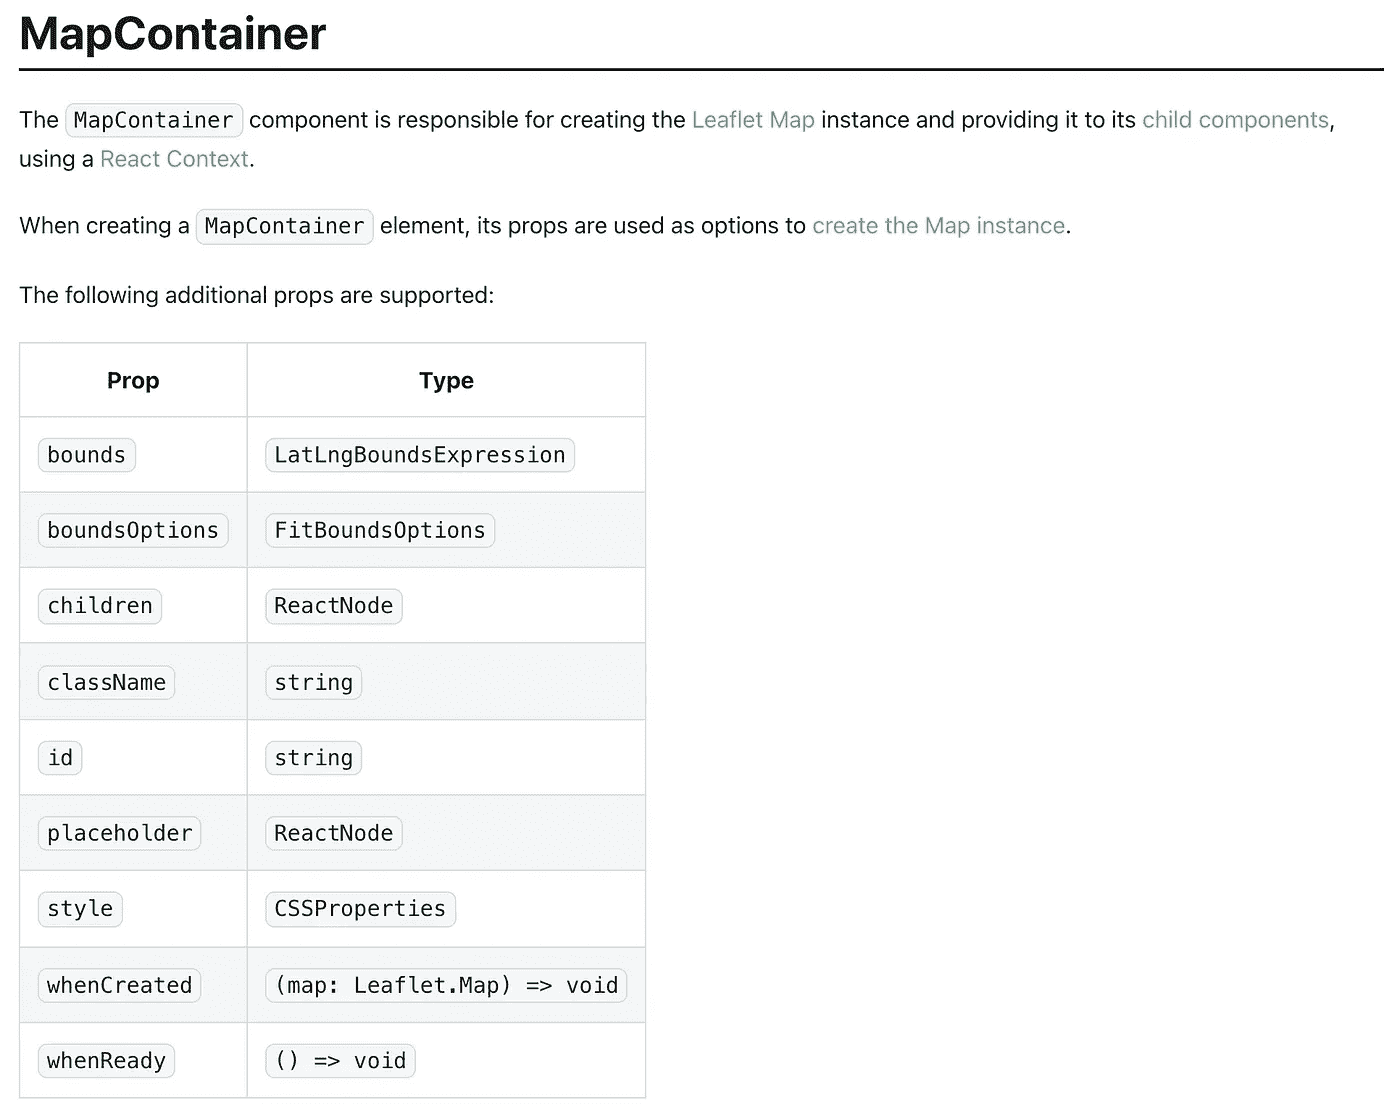 MapContainer
The MapContainer component is responsible for creating the Leaflet Map instance and providing it to its child components,
using a React Context.
When creating a MapContainer element, its props are used as options to create the Map instance.
The following additional props are supported:
Prop Type
bounds LatLngBoundsExpression
boundsOptions FitBoundsOptions
children ReactNode
className string
id string
placeholder ReactNode
style CSSProperties
whenCreated (map: Leaflet.Map) => void
whenReady () => void